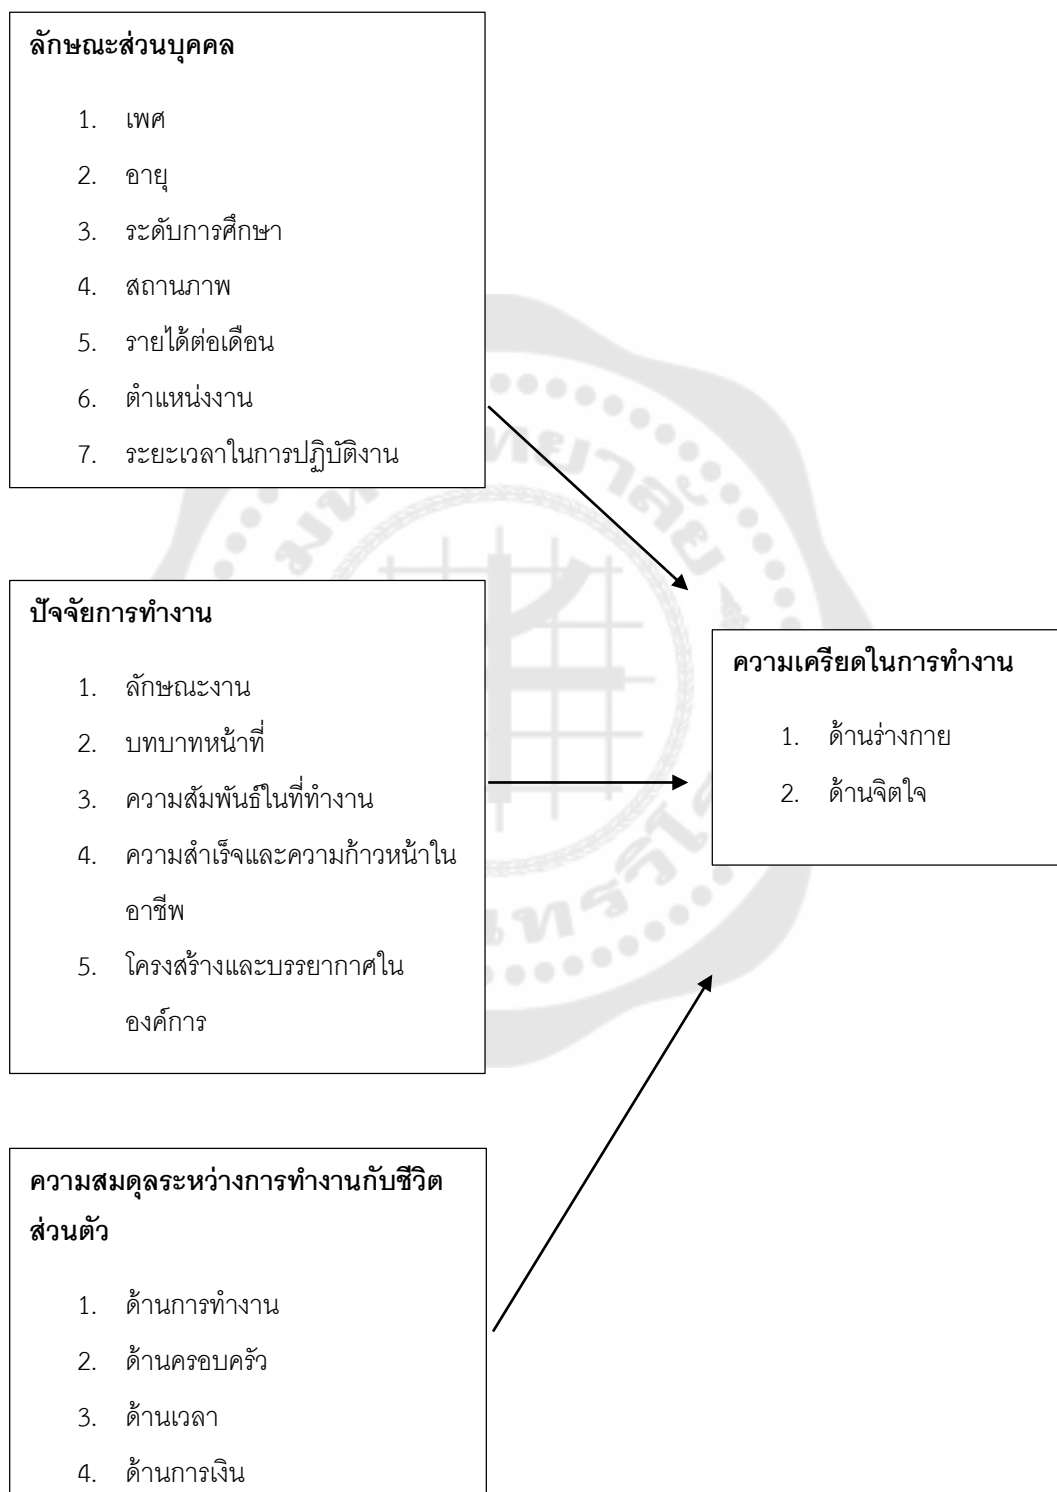 ลักษณะส่วนบุคคล
1. เพศ
2. อายุ
3. ระดับการศึกษา
4. สถานภาพ
5. รายได้ต่อเดือน
6. ตำแหน่งงาน
7. ระยะเวลาในการปฏิบัติงาน
ปัจจัยการทำงาน
1. ลักษณะงาน
2. บทบาทหน้าที่
3. ความสัมพันธ์ในที่ทำงาน
4. ความสำเร็จและความก้าวหน้าใน
อาชีพ
5. โครงสร้างและบรรยากาศใน
องค์การ
ความสมดุลระหว่างการทำงานกับชีวิต
ส่วนตัว
1. ด้านการทำงาน
2. ด้านครอบครัว
3. ด้านเวลา
4. ด้านการเงิน
ความเครียดในการทำงาน
1. ด้านร่างกาย
2. ด้านจิตใจ